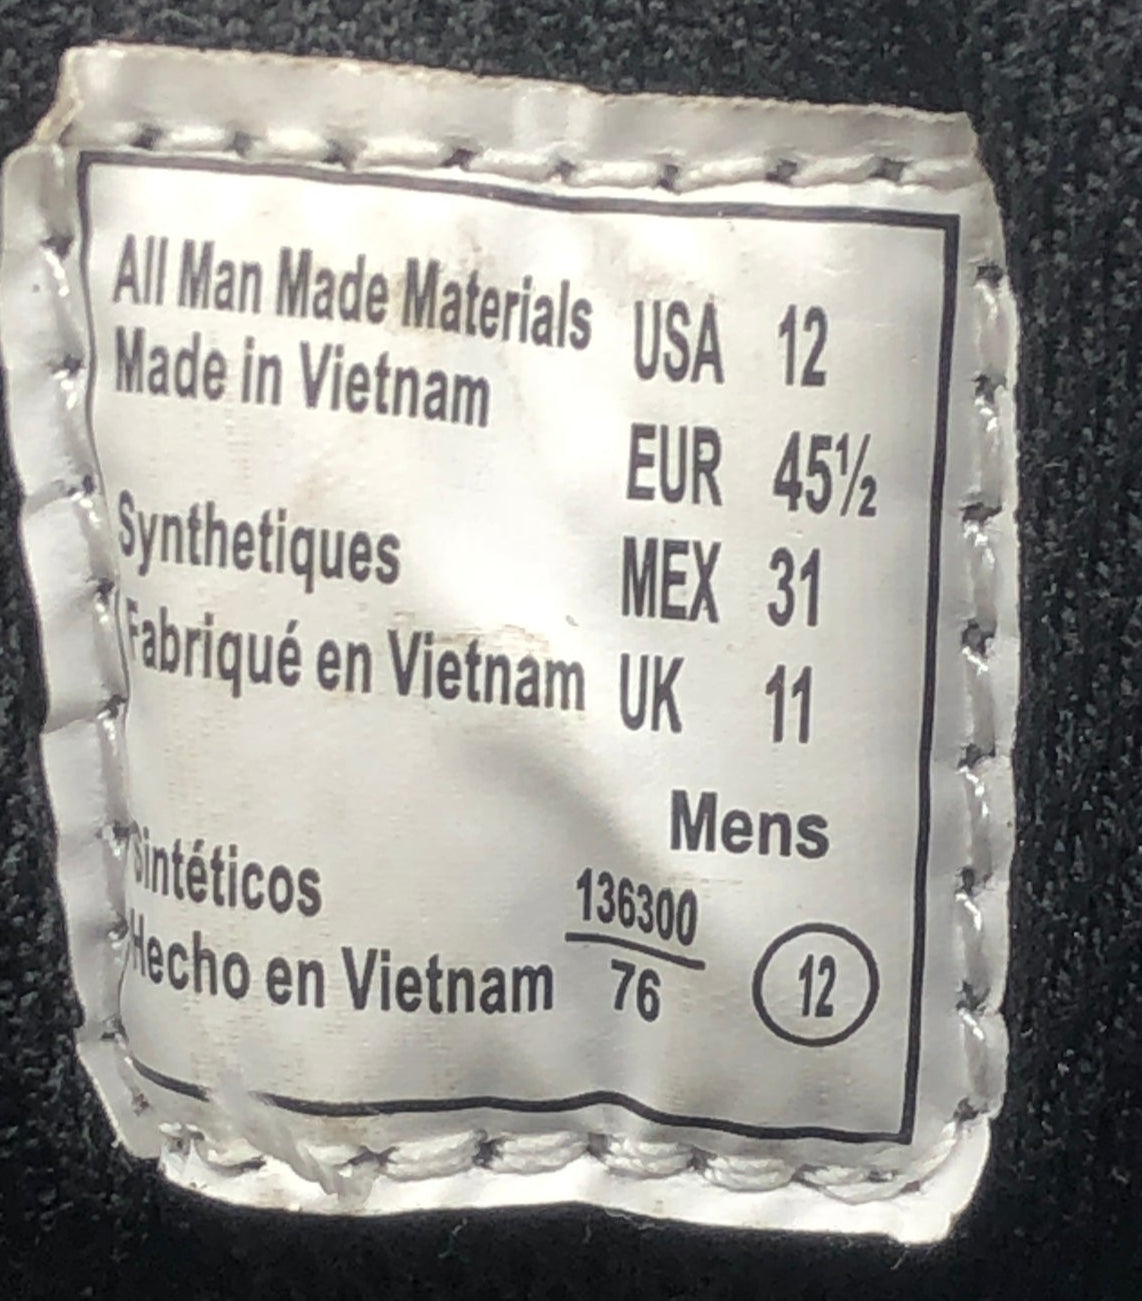 All Man Made Materials
Made in Vietnam
Synthetiques
Fabriqué en Vietnam
Sintéticos
Hecho en Vietnam
USA 12
EUR 45½
MEX 31
UK 11
Mens
136300
76
12